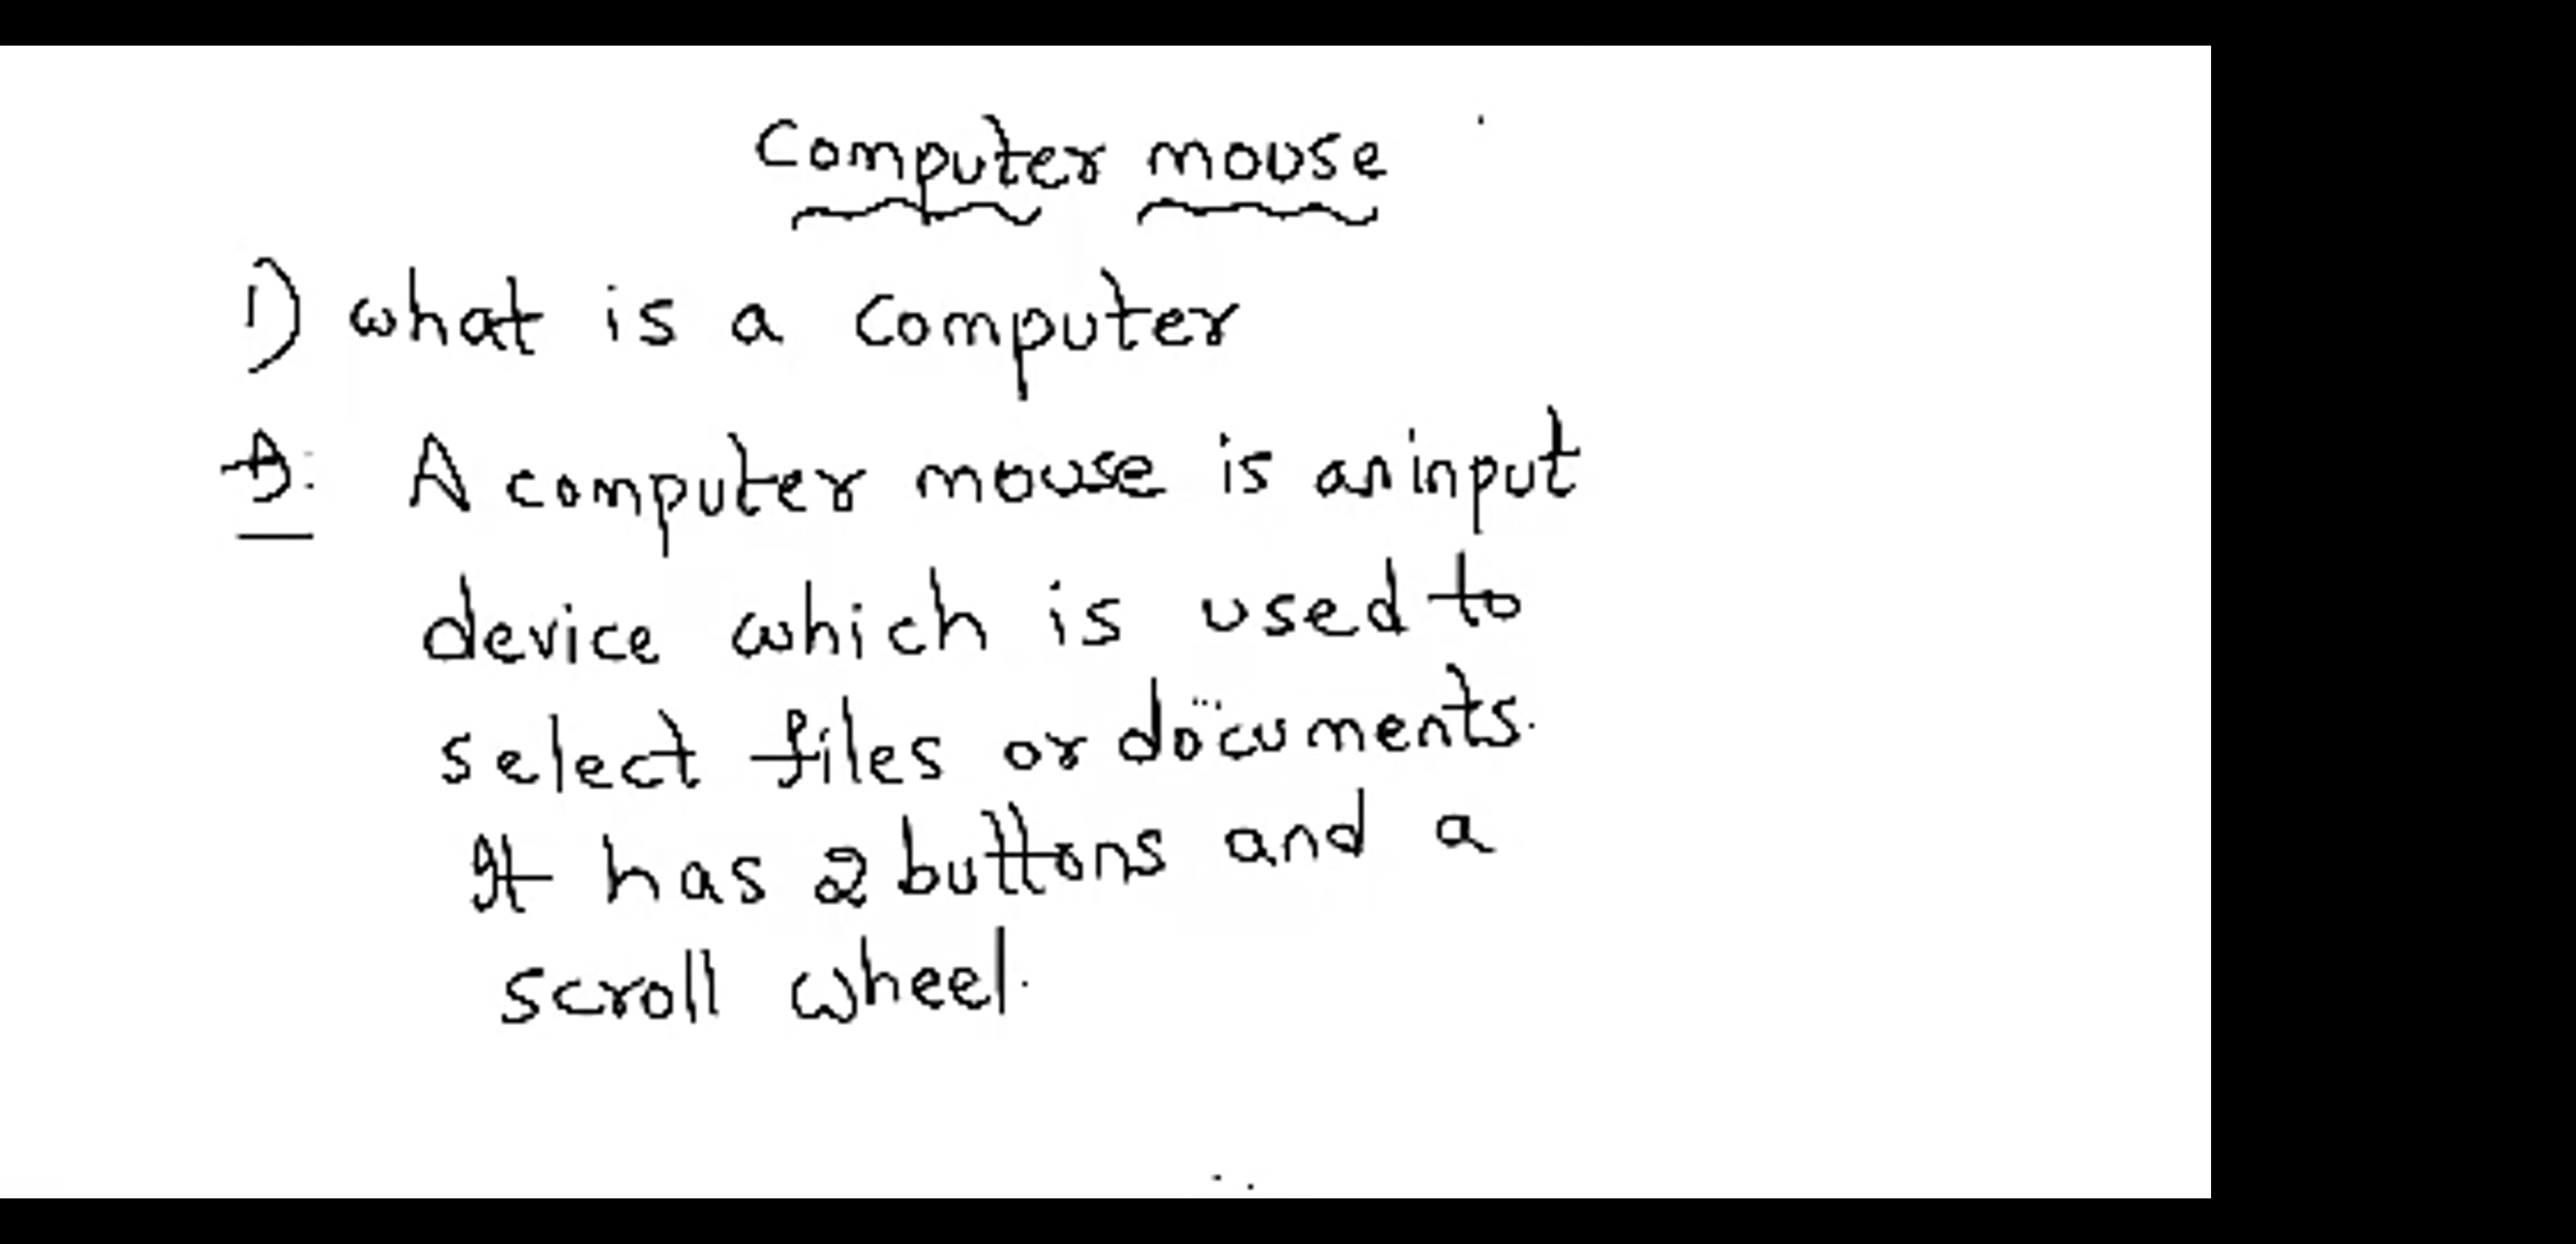 Computer mouse
1) what is a computer
A: A computer mouse is an input
device which is used to
select files or documents.
It has 2 buttons and a
scroll wheel.